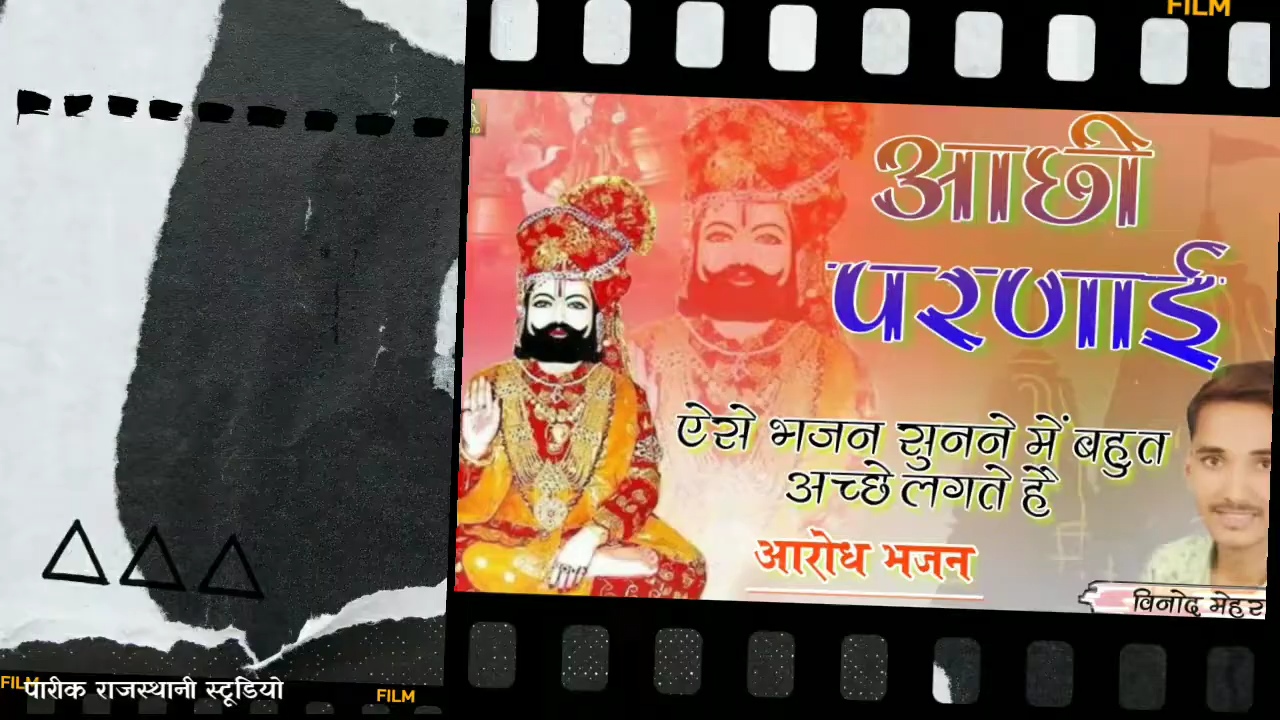 FILM
आछी
परणाई
ऐसे भजन सुनने में बहुत
अच्छे लगते है
आरोध भजन
विनोद मेहर
FILM
पारीक राजस्थानी स्टूडियो
FILM